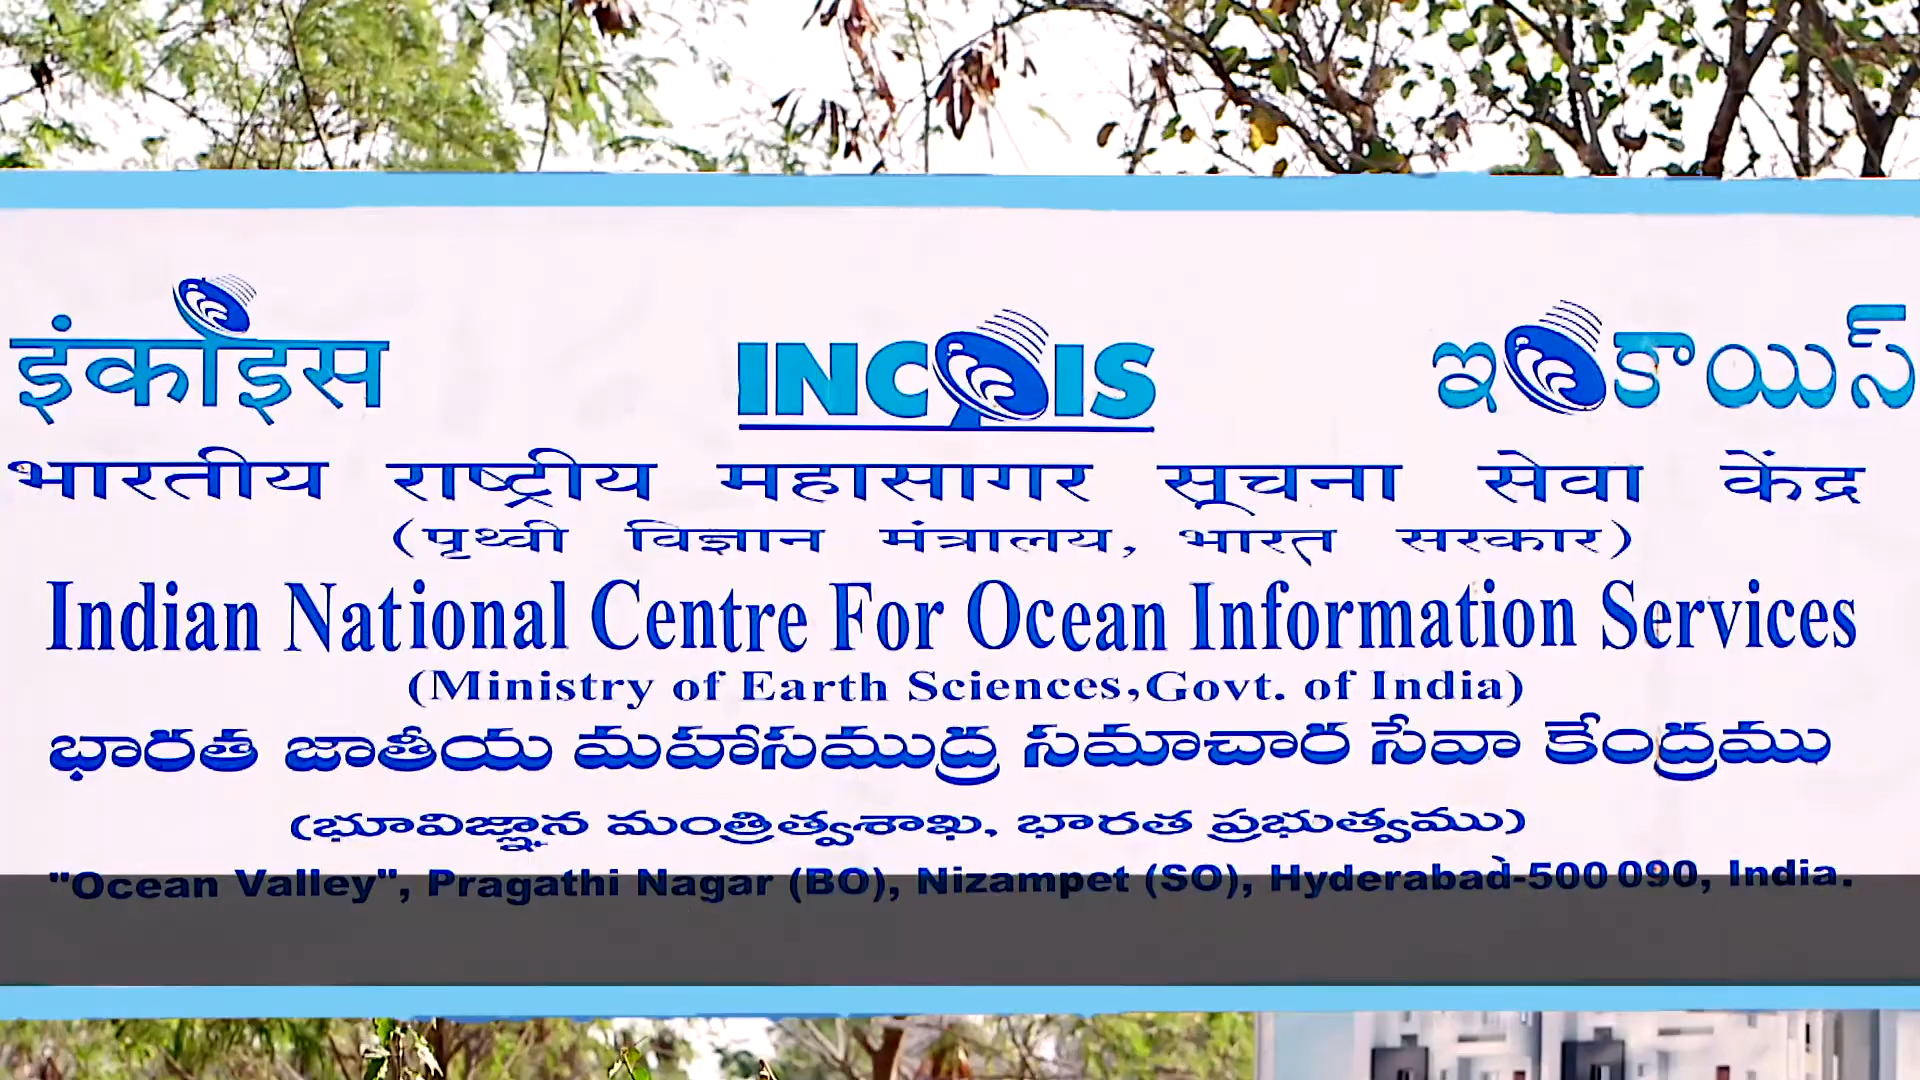 इंकॉइस INCOIS ఇంకాయిస్
भारतीय राष्ट्रीय महासागर सूचना सेवा केंद्र
(पृथ्वी विज्ञान मंत्रालय, भारत सरकार)
Indian National Centre For Ocean Information Services
(Ministry of Earth Sciences,Govt. of India)
భారత జాతీయ మహాసముద్ర సమాచార సేవా కేంద్రము
(భూవిజ్ఞాన మంత్రిత్వశాఖ, భారత ప్రభుత్వము)
"Ocean Valley", Pragathi Nagar (BO), Nizampet (SO), Hyderabad-500 090, India.